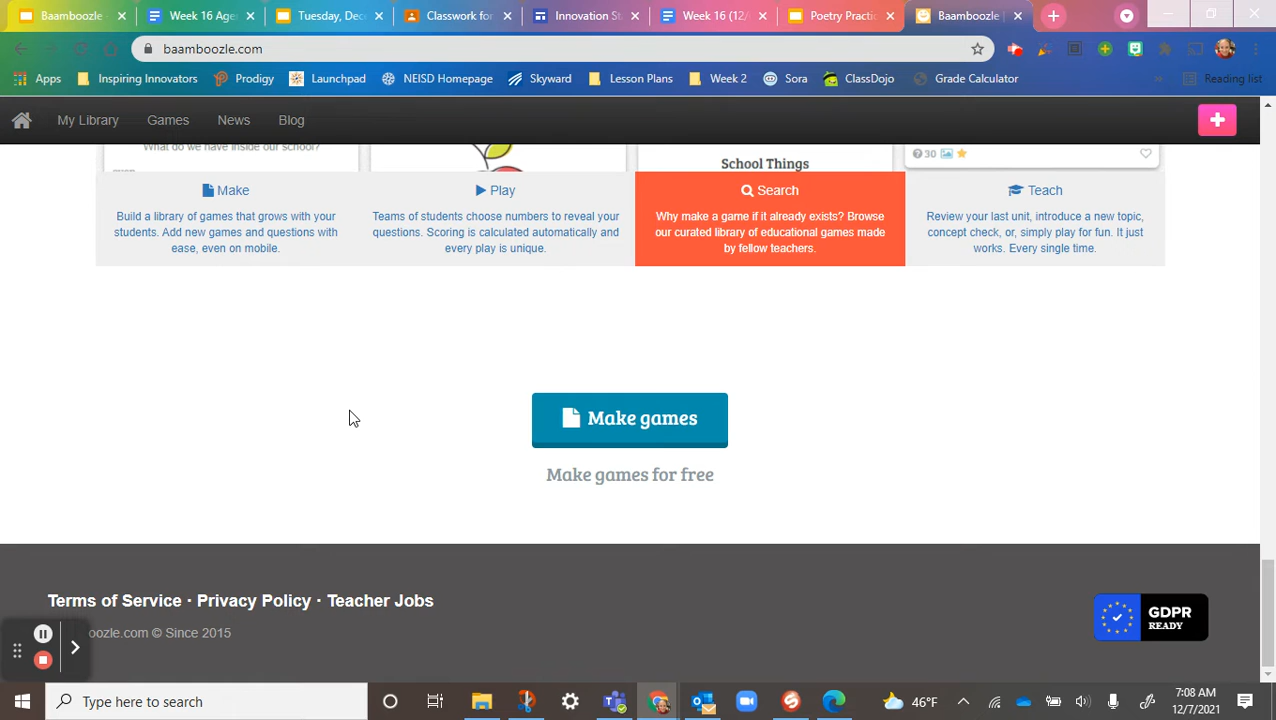 Baamboozle -
Week 16 Age
Tuesday, Dec
Classwork for
Innovation St
Week 16 (12/
Poetry Practic
Baamboozle
baamboozle.com
Apps
Inspiring Innovators
Prodigy
Launchpad
NEISD Homepage
Skyward
Lesson Plans
Week 2
Sora
ClassDojo
Grade Calculator
»
Reading list
My Library
Games
News
Blog
What do we have inside our school?
School Things
30
Make
Build a library of games that grows with your
students. Add new games and questions with
ease, even on mobile.
Play
Teams of students choose numbers to reveal your
questions. Scoring is calculated automatically and
every play is unique.
Search
Why make a game if it already exists? Browse
our curated library of educational games made
by fellow teachers.
Teach
Review your last unit, introduce a new topic,
concept check, or, simply play for fun. It just
works. Every single time.
Make games
Make games for free
Terms of Service · Privacy Policy · Teacher Jobs
oozle.com © Since 2015
GDPR
READY
Type here to search
46°F
7:08 AM
12/7/2021